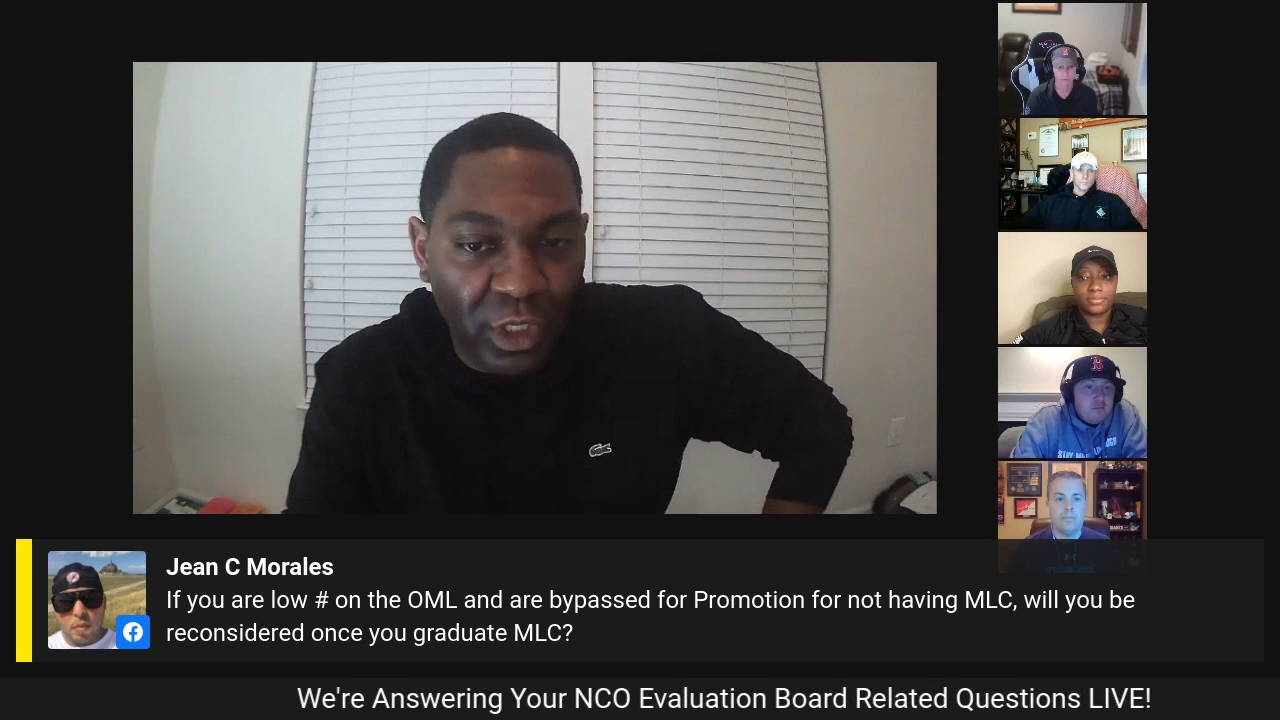 Jean C Morales
If you are low # on the OML and are bypassed for Promotion for not having MLC, will you be
reconsidered once you graduate MLC?
We're Answering Your NCO Evaluation Board Related Questions LIVE!